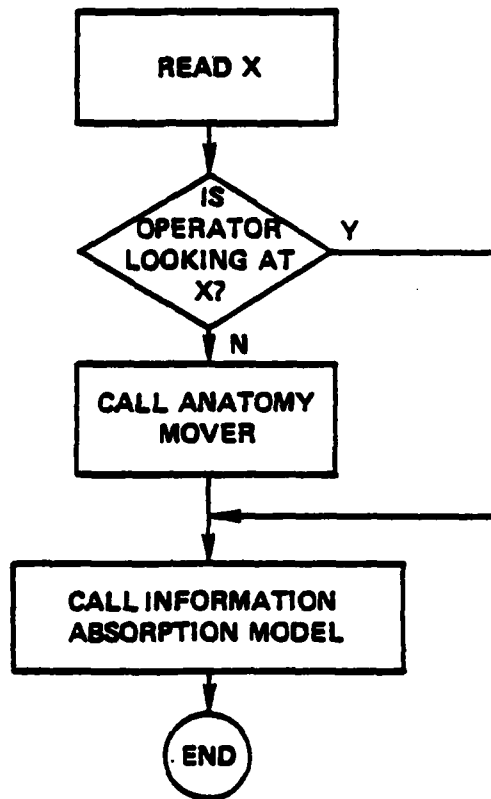 READ X
IS
OPERATOR
LOOKING AT
X?
Y
N
CALL ANATOMY
MOVER
CALL INFORMATION
ABSORPTION MODEL
END